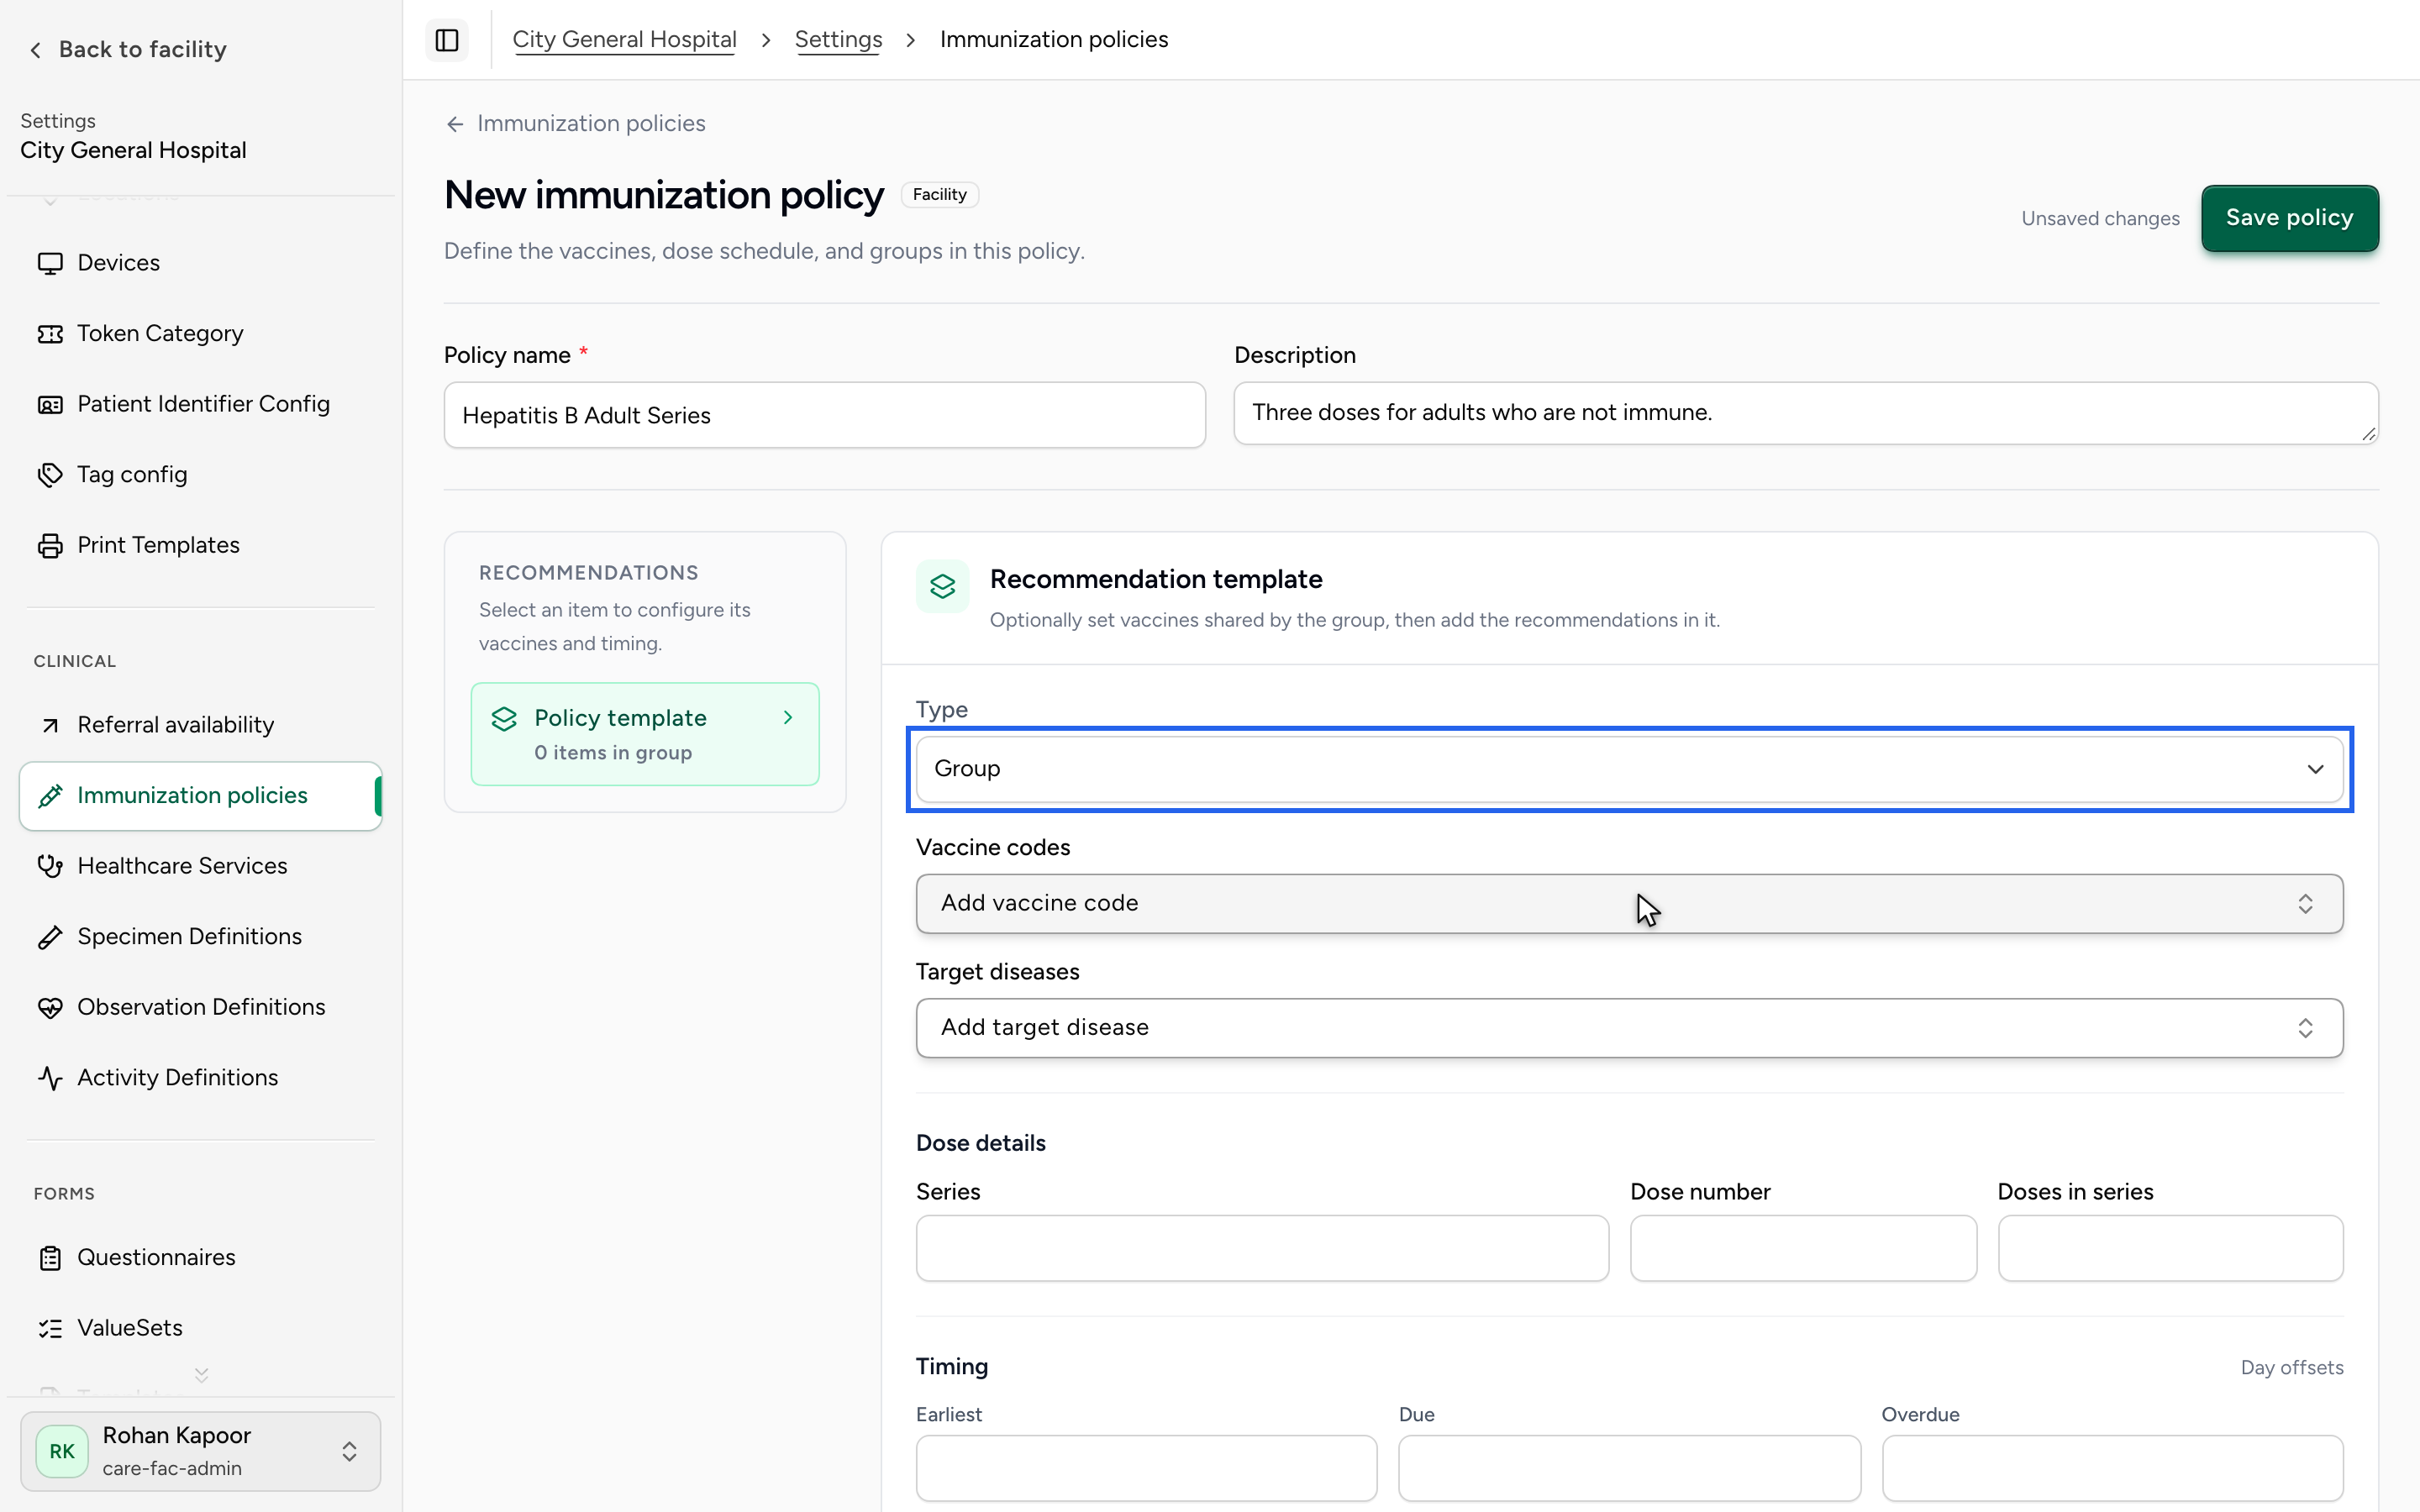 Back to facility
Settings
City General Hospital
Devices
Token Category
Patient Identifier Config
Tag config
Print Templates
CLINICAL
Referral availability
Immunization policies
Healthcare Services
Specimen Definitions
Observation Definitions
Activity Definitions
FORMS
Questionnaires
ValueSets
RK
Rohan Kapoor
care-fac-admin
City General Hospital > Settings > Immunization policies
Immunization policies
New immunization policy Facility
Define the vaccines, dose schedule, and groups in this policy.
Unsaved changes Save policy
Policy name *
Hepatitis B Adult Series
Description
Three doses for adults who are not immune.
RECOMMENDATIONS
Select an item to configure its
vaccines and timing.
Policy template
0 items in group
Recommendation template
Optionally set vaccines shared by the group, then add the recommendations in it.
Type
Group
Vaccine codes
Add vaccine code
Target diseases
Add target disease
Dose details
Series Dose number Doses in series
Timing Day offsets
Earliest Due Overdue